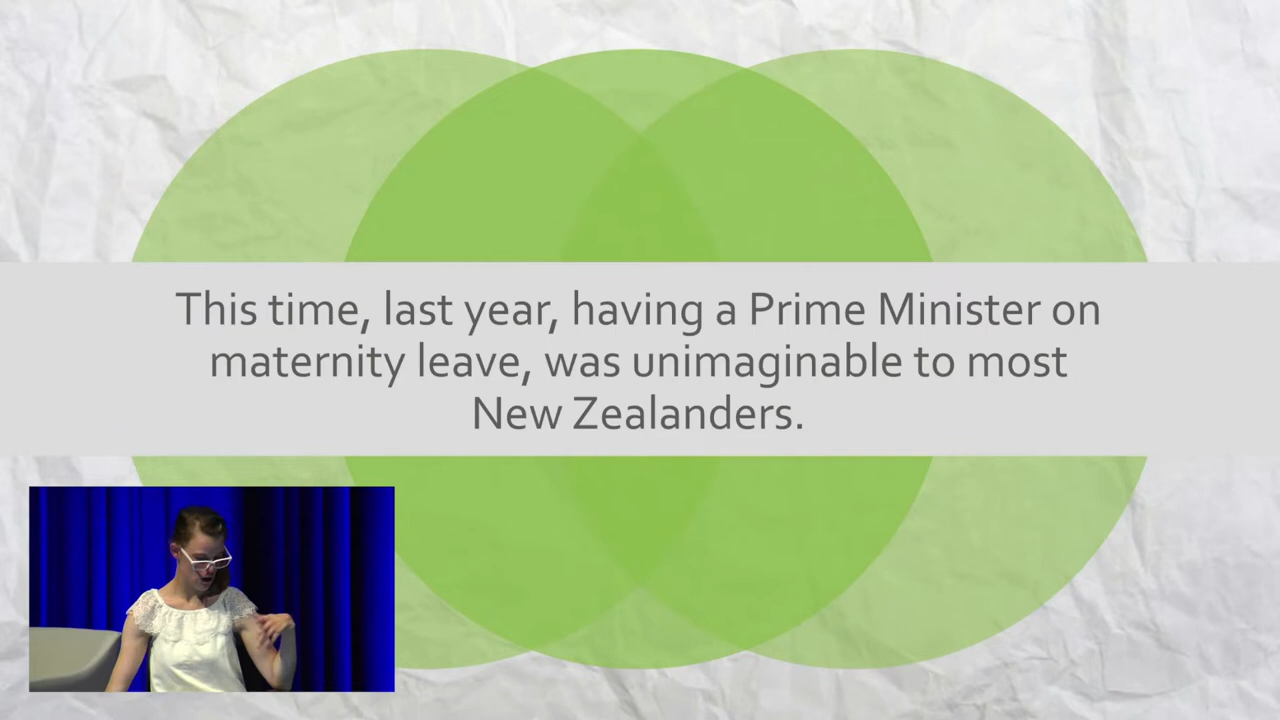 This time, last year, having a Prime Minister on
maternity leave, was unimaginable to most
New Zealanders.